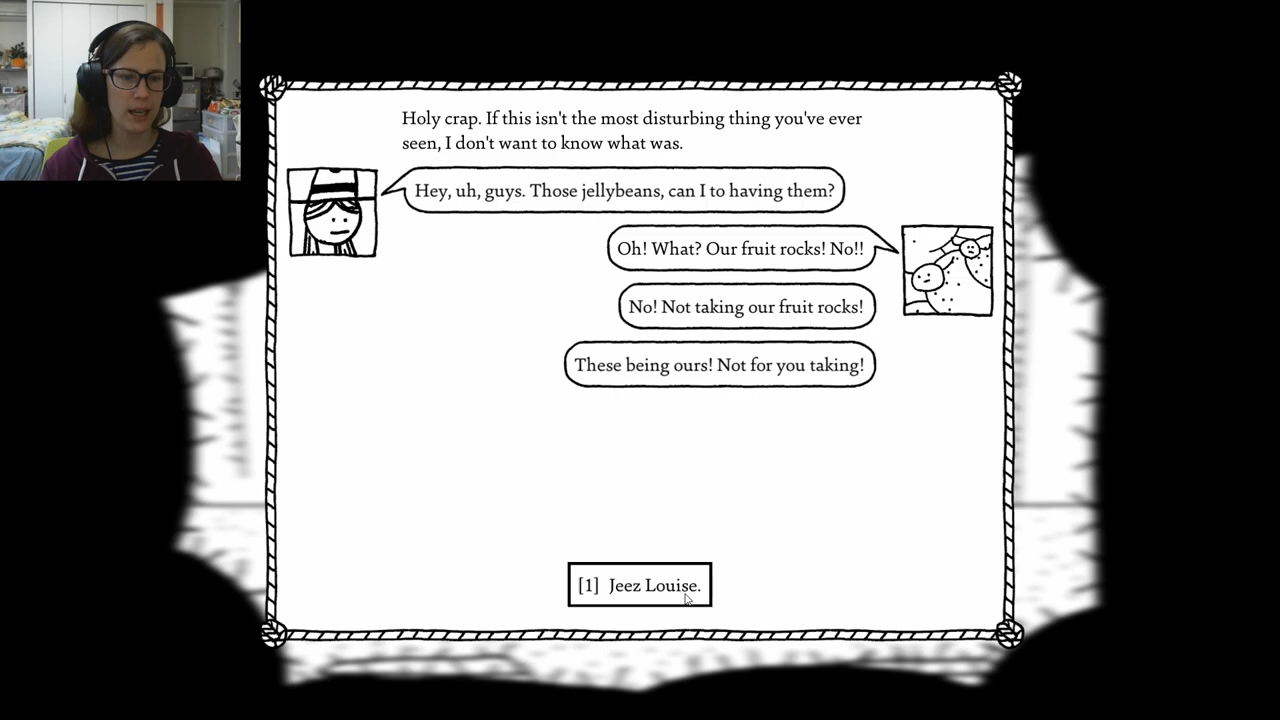 Holy crap. If this isn't the most disturbing thing you've ever
seen, I don't want to know what was.
Hey, uh, guys. Those jellybeans, can I to having them?
Oh! What? Our fruit rocks! No!!
No! Not taking our fruit rocks!
These being ours! Not for you taking!
[1] Jeez Louise.